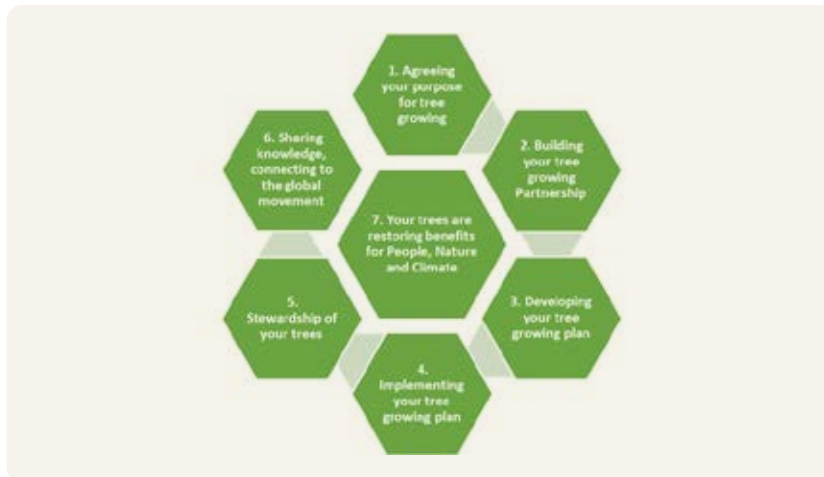 1. Agreeing
your purpose
for tree
growing
2. Building
your tree
growing
Partnership
3. Developing
your tree
growing plan
4.
Implementing
your tree
growing plan
5.
Stewardship of
your trees
6. Sharing
knowledge,
connecting to
the global
movement
7. Your trees are
restoring benefits
for People, Nature
and Climate